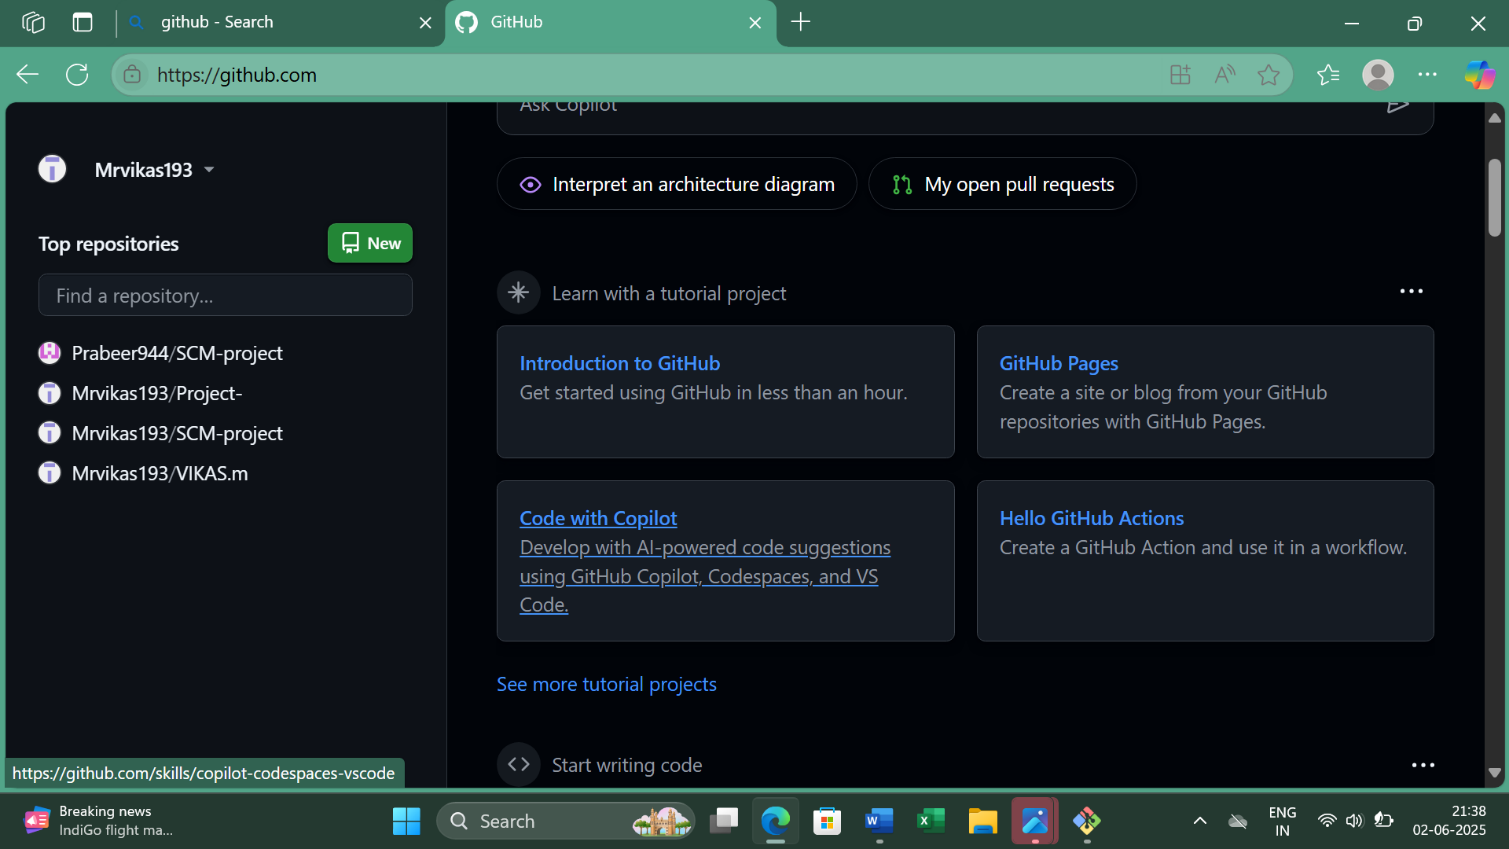 github - Search
GitHub
https://github.com
Ask Copilot
Mrvikas193
Interpret an architecture diagram
My open pull requests
Top repositories
New
Find a repository...
Prabeer944/SCM-project
Mrvikas193/Project-
Mrvikas193/SCM-project
Mrvikas193/VIKAS.m
Learn with a tutorial project
Introduction to GitHub
Get started using GitHub in less than an hour.
GitHub Pages
Create a site or blog from your GitHub
repositories with GitHub Pages.
Code with Copilot
Develop with AI-powered code suggestions
using GitHub Copilot, Codespaces, and VS
Code.
Hello GitHub Actions
Create a GitHub Action and use it in a workflow.
See more tutorial projects
Start writing code
https://github.com/skills/copilot-codespaces-vscode
Breaking news
IndiGo flight ma...
Search
ENG
IN
21:38
02-06-2025